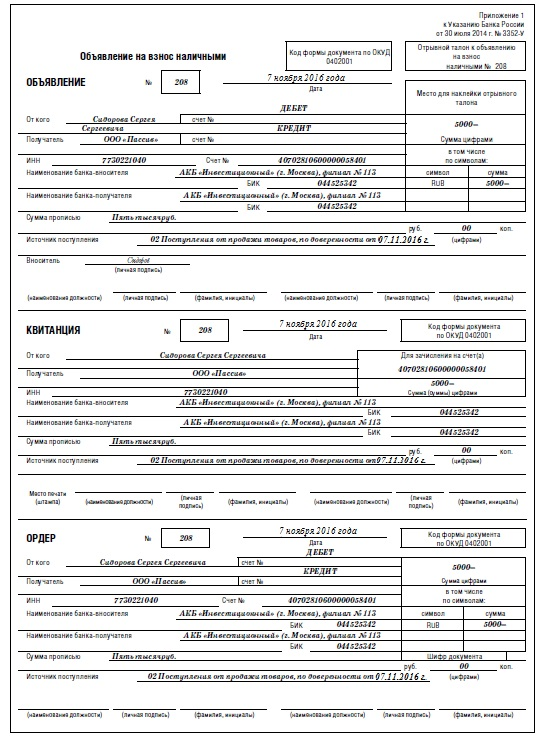 Приложение 1
к Указанию Банка России
от 30 июля 2014 г. № 3352-У
Объявление на взнос наличными
Код формы документа по ОКУД
0402001
Отрывной талон к объявлению
на взнос
наличными № 208
ОБЪЯВЛЕНИЕ № 208 7 ноября 2016 года
Дата
Место для наклейки отрывного
талона
ДЕБЕТ
От кого Сидорова Сергея счет №
Сергеевича КРЕДИТ
5000=
Получатель ООО «Пассив» счет №
Сумма цифрами
ИНН 7730221040 Счет № 40702810600000058401
в том числе
по символам:
Наименование банка-вносителя АКБ «Инвестиционный» (г. Москва), филиал № 113
символ сумма
БИК 044525342
RUB 5000=
Наименование банка-получателя АКБ «Инвестиционный» (г. Москва), филиал № 113
БИК 044525342
Сумма прописью Пять тысяч руб.
руб. 00 коп.
Источник поступления 02 Поступления от продажи товаров, по доверенности от 07.11.2016 г. (цифрами)
Вноситель Сидоров
(личная подпись)
(наименование должности) (личная подпись) (фамилия, инициалы) (наименование должности) (личная подпись) (фамилия, инициалы)
КВИТАНЦИЯ № 208 7 ноября 2016 года
Дата
Код формы документа
по ОКУД 0402001
От кого Сидорова Сергея Сергеевича
Для зачисления на счет(а)
40702810600000058401
Получатель ООО «Пассив»
5000=
ИНН 7730221040
Сумма (суммы) цифрами
Наименование банка-вносителя АКБ «Инвестиционный» (г. Москва), филиал № 113
БИК 044525342
Наименование банка-получателя АКБ «Инвестиционный» (г. Москва), филиал № 113
БИК 044525342
Сумма прописью Пять тысяч руб.
руб. 00 коп.
Источник поступления 02 Поступления от продажи товаров, по доверенности от 07.11.2016 г. (цифрами)
Место печати
(штампа)
(наименование должности) (личная подпись) (фамилия, инициалы) (наименование должности) (личная подпись) (фамилия, инициалы)
ОРДЕР № 208 7 ноября 2016 года
Дата
Код формы документа
по ОКУД 0402001
ДЕБЕТ
От кого Сидорова Сергея Сергеевича счет №
КРЕДИТ
5000=
Получатель ООО «Пассив» счет №
Сумма цифрами
ИНН 7730221040 Счет № 40702810600000058401
в том числе
по символам:
Наименование банка-вносителя АКБ «Инвестиционный» (г. Москва), филиал № 113
символ сумма
БИК 044525342
RUB 5000=
Наименование банка-получателя АКБ «Инвестиционный» (г. Москва), филиал № 113
БИК 044525342
Сумма прописью Пять тысяч руб.
Шифр документа
руб. 00 коп.
Источник поступления 02 Поступления от продажи товаров, по доверенности от 07.11.2016 г. (цифрами)
(наименование должности) (личная подпись) (фамилия, инициалы) (наименование должности) (личная подпись) (фамилия, инициалы)